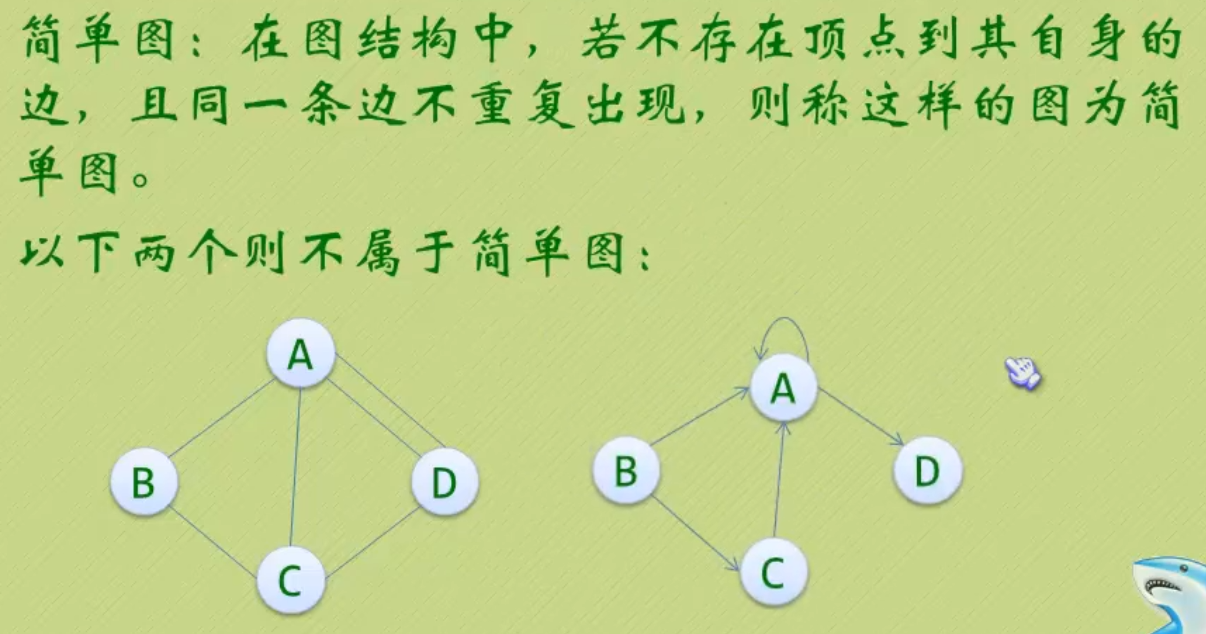 简单图：在图结构中，若不存在顶点到其自身的
边，且同一条边不重复出现，则称这样的图为简
单图。
以下两个则不属于简单图：
A
B
D
C
A
B
D
C